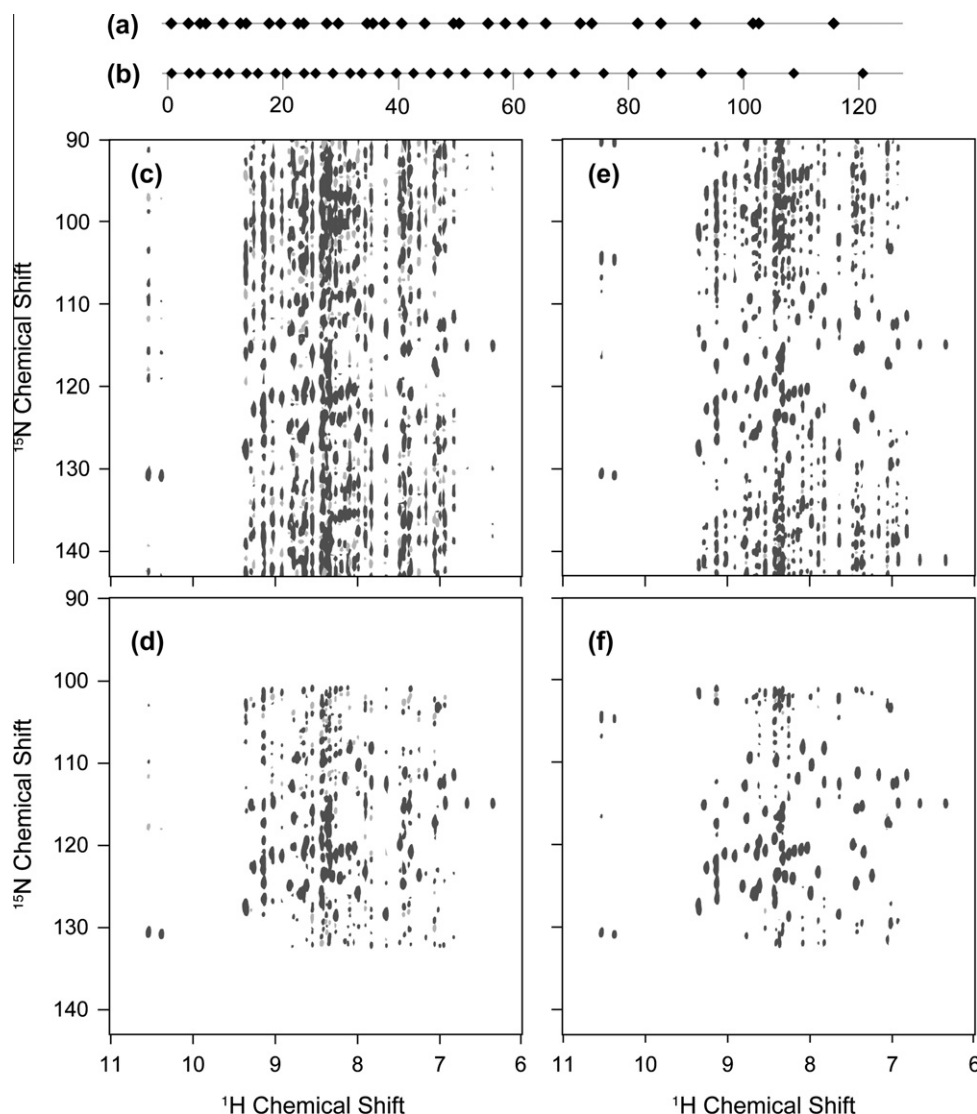 (a)
(b)
0 20 40 60 80 100 120
90 (c) (e)
100
110
120
130
140
¹⁵N Chemical Shift
90
(d) (f)
100
110
120
130
140
¹⁵N Chemical Shift
11 10 9 8 7 6 11 10 9 8 7 6
¹H Chemical Shift ¹H Chemical Shift